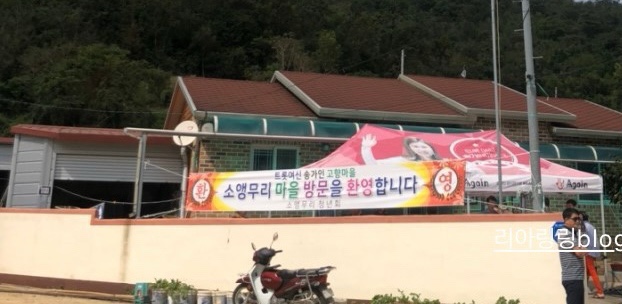 트롯여신 송가인 고향마을
환 소앵무리 마을 방문을 환영합니다 영
소앵무리 청년회
Again
Again
리아링링blog